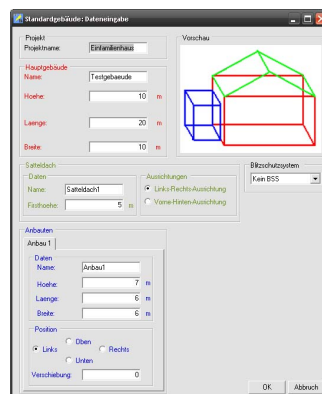 Standardgebäude: Dateneingabe
Projekt
Projektname: Einfamilienhaus
Vorschau
Hauptgebäude
Name: Testgebaeude
Hoehe: 10 m
Laenge: 20 m
Breite: 10 m
Satteldach
Daten
Name: Satteldach1
Firsthoehe: 5 m
Ausrichtungen
Links-Rechts-Ausrichtung
Vorne-Hinten-Ausrichtung
Blitzschutzsystem
Kein BSS
Anbauten
Anbau 1
Daten
Name: Anbau1
Hoehe: 7 m
Laenge: 6 m
Breite: 6 m
Position
Oben
Links Rechts
Unten
Verschiebung: 0
OK Abbruch